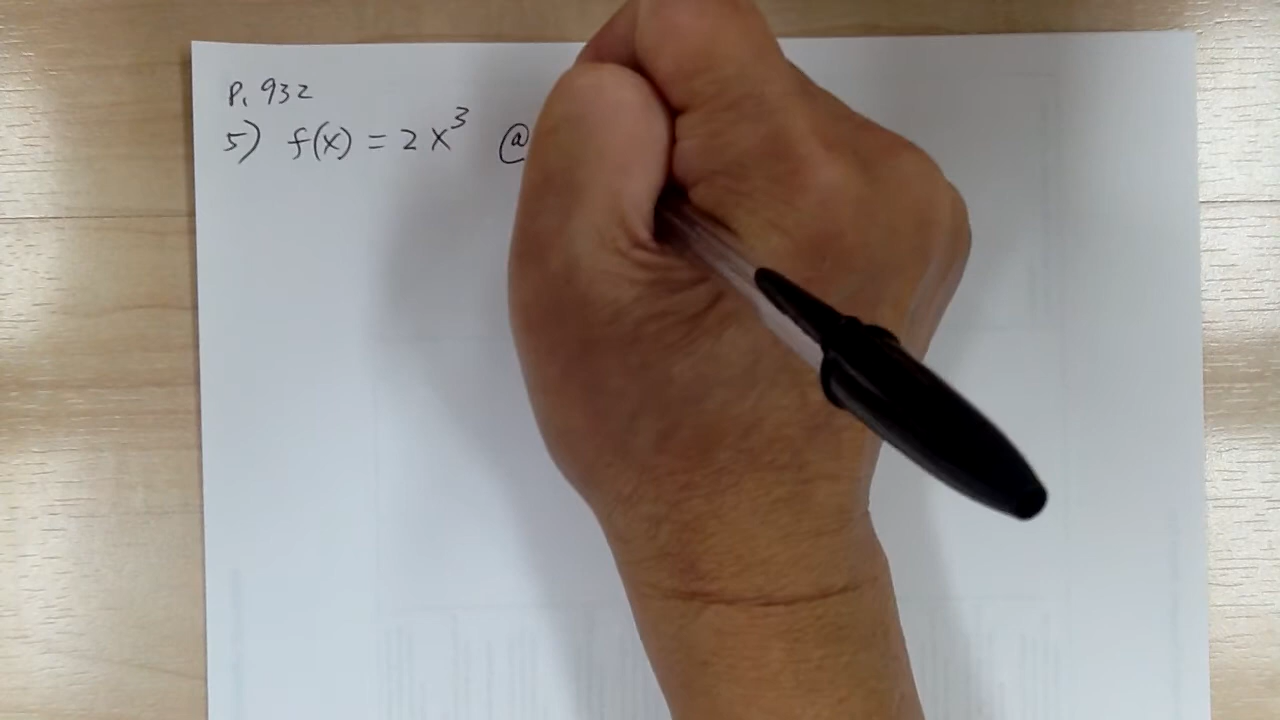 P. 932
5) f(x) = 2x³ @